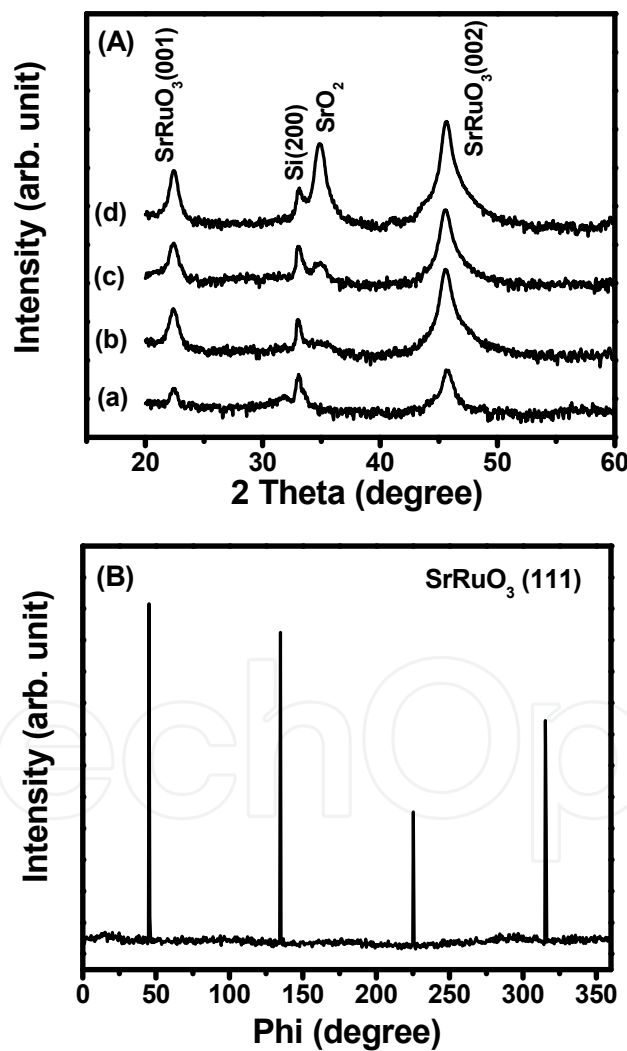 (A)
SrRuO₃(001)
Si(200)
SrO₂
SrRuO₃(002)
(d)
(c)
(b)
(a)
Intensity (arb. unit)
20 30 40 50 60
2 Theta (degree)
(B)
SrRuO₃ (111)
Intensity (arb. unit)
echOp
0 50 100 150 200 250 300 350
Phi (degree)